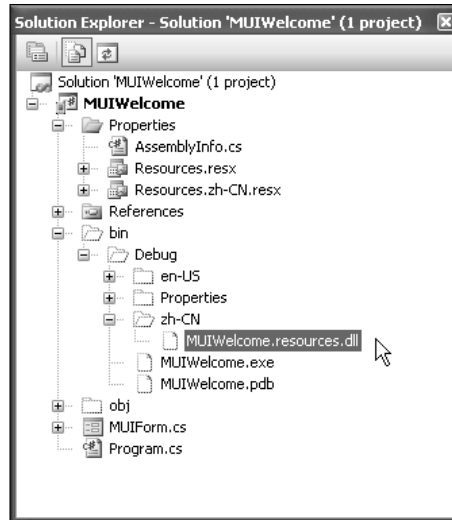 Solution Explorer - Solution 'MUIWelcome' (1 project)
Solution 'MUIWelcome' (1 project)
MUIWelcome
Properties
AssemblyInfo.cs
Resources.resx
Resources.zh-CN.resx
References
bin
Debug
en-US
Properties
zh-CN
MUIWelcome.resources.dll
MUIWelcome.exe
MUIWelcome.pdb
obj
MUIForm.cs
Program.cs